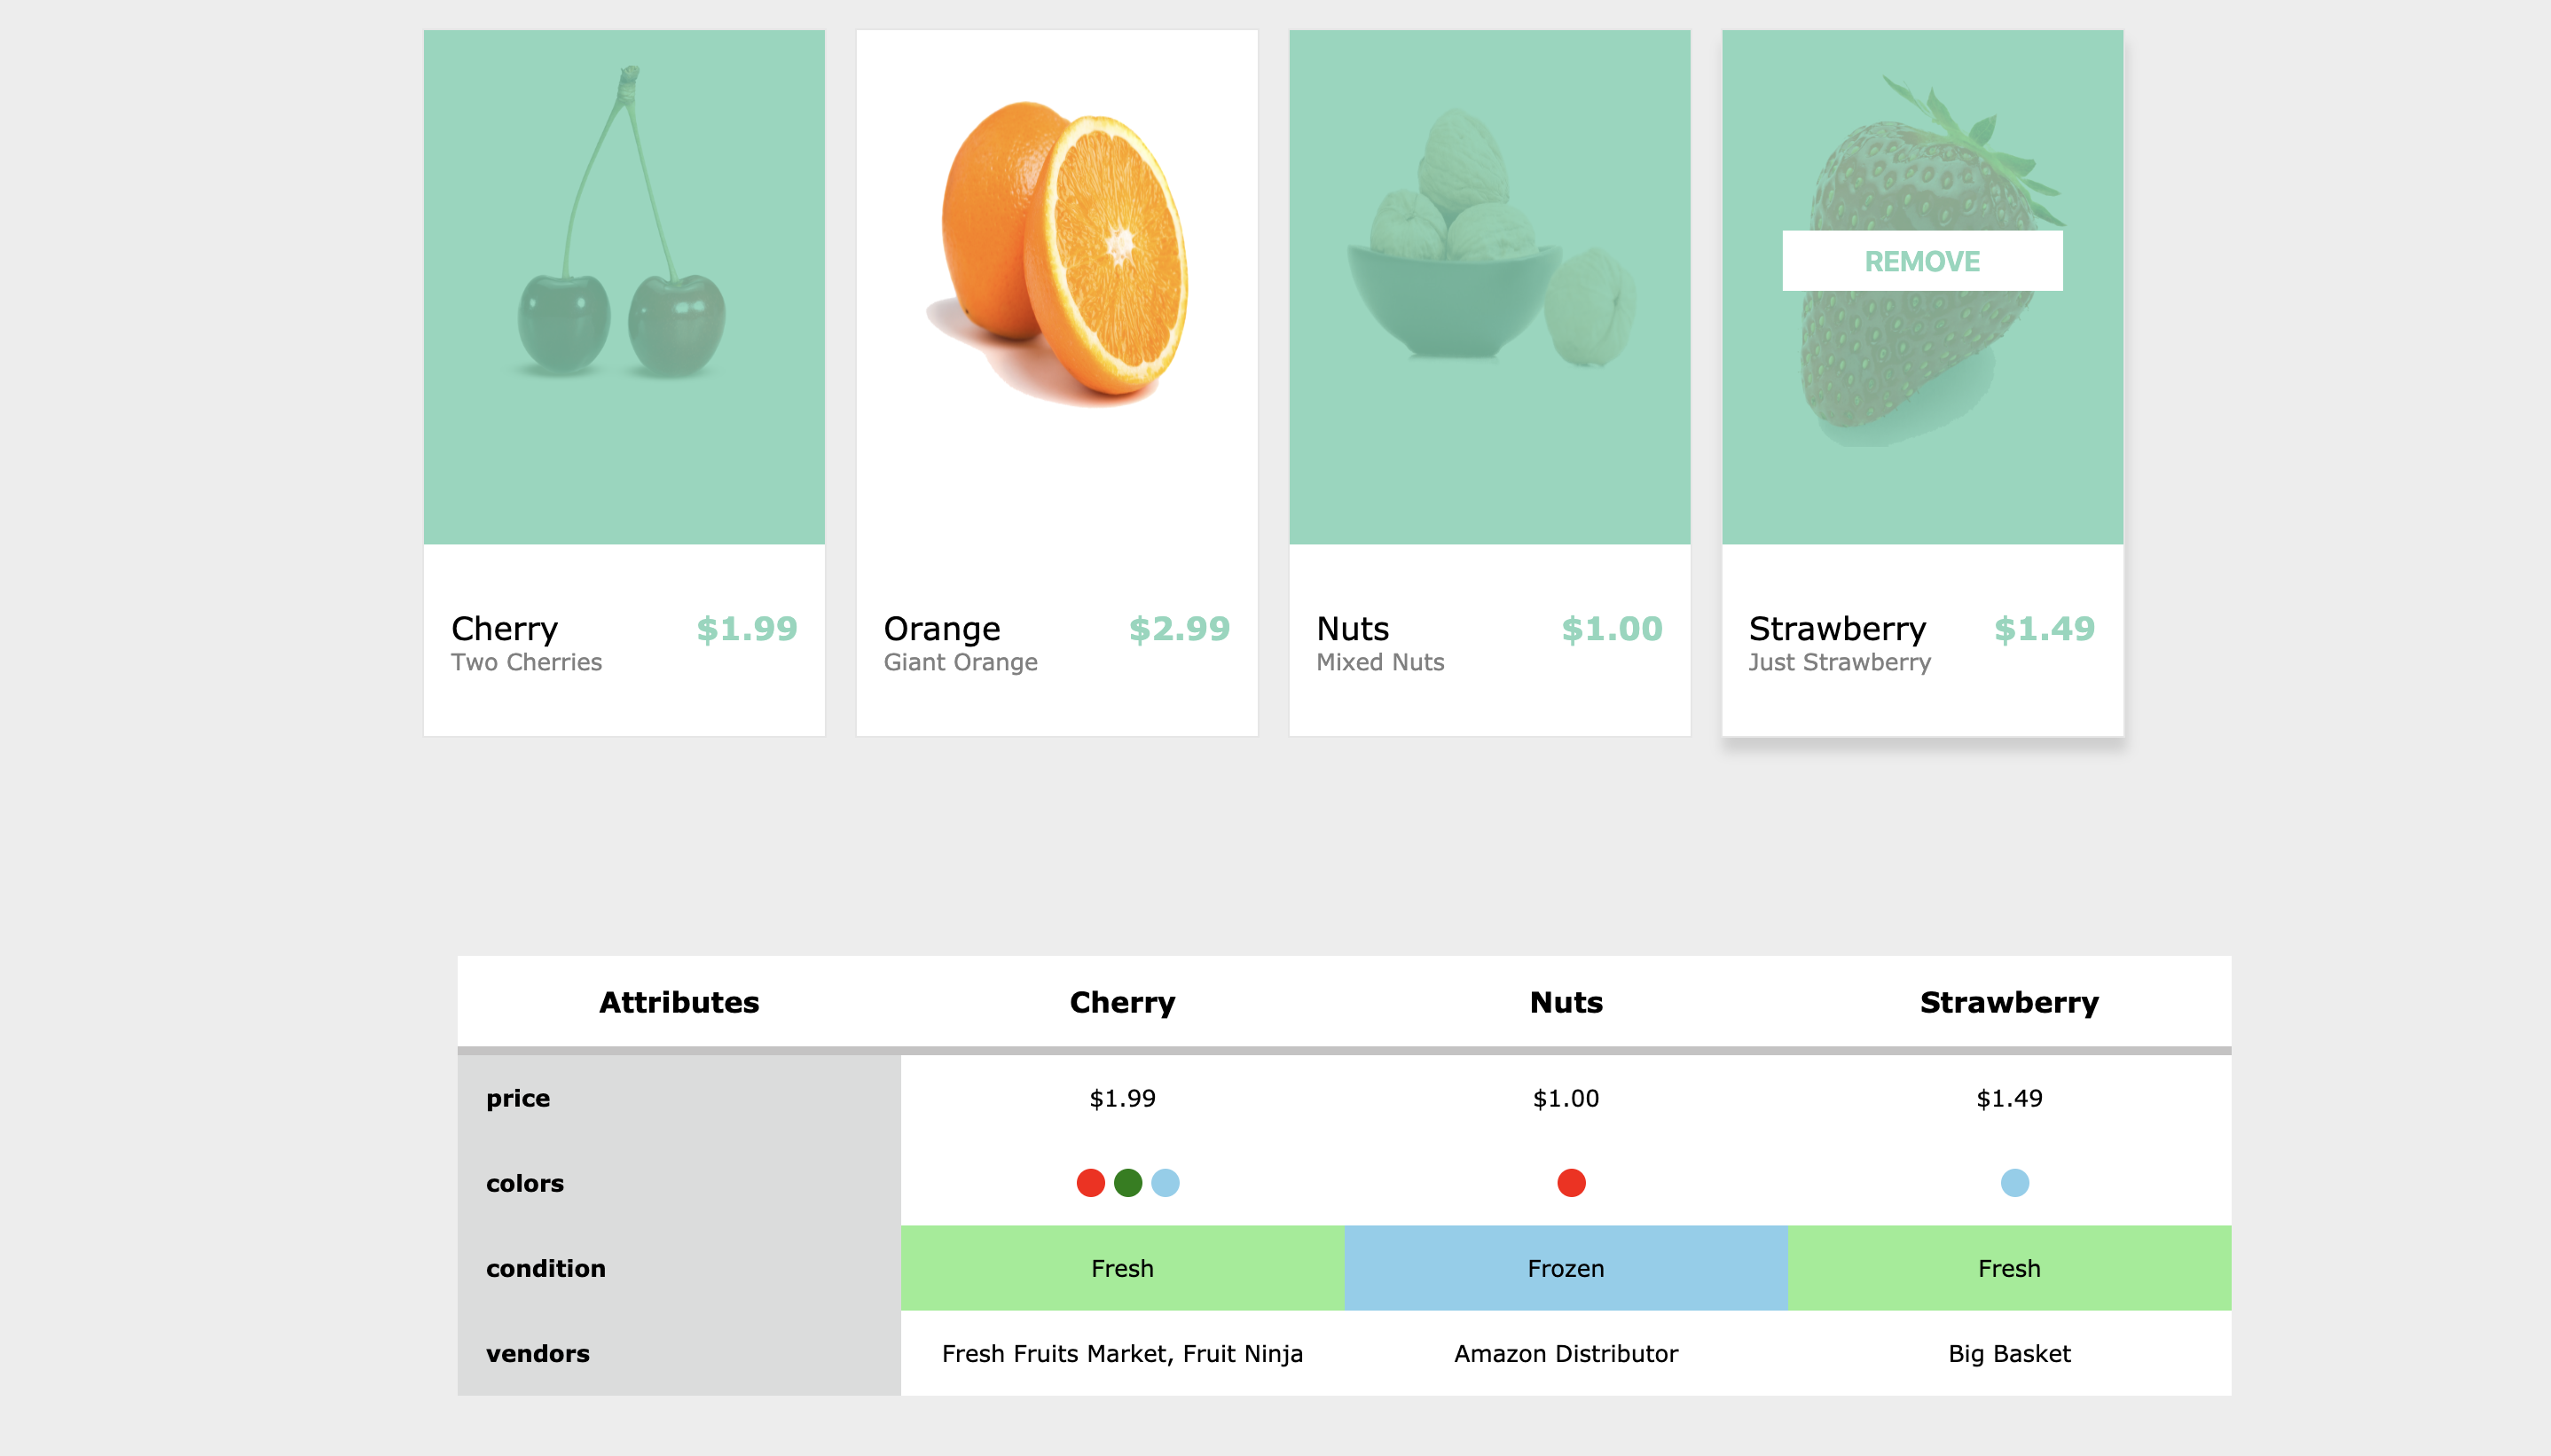 REMOVE
Cherry $1.99 Orange $2.99 Nuts $1.00 Strawberry $1.49
Two Cherries Giant Orange Mixed Nuts Just Strawberry
Attributes Cherry Nuts Strawberry
price $1.99 $1.00 $1.49
colors
condition Fresh Frozen Fresh
vendors Fresh Fruits Market, Fruit Ninja Amazon Distributor Big Basket